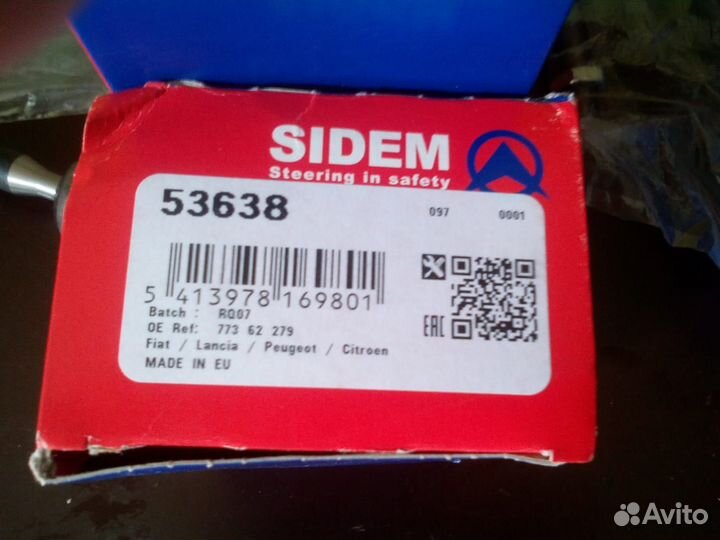 SIDEM
Steering in safety
53638
097 0001
5 413978 169801
Batch : RQ07
OE Ref: 773 62 279
Fiat / Lancia / Peugeot / Citroen
MADE IN EU
EAC
Avito